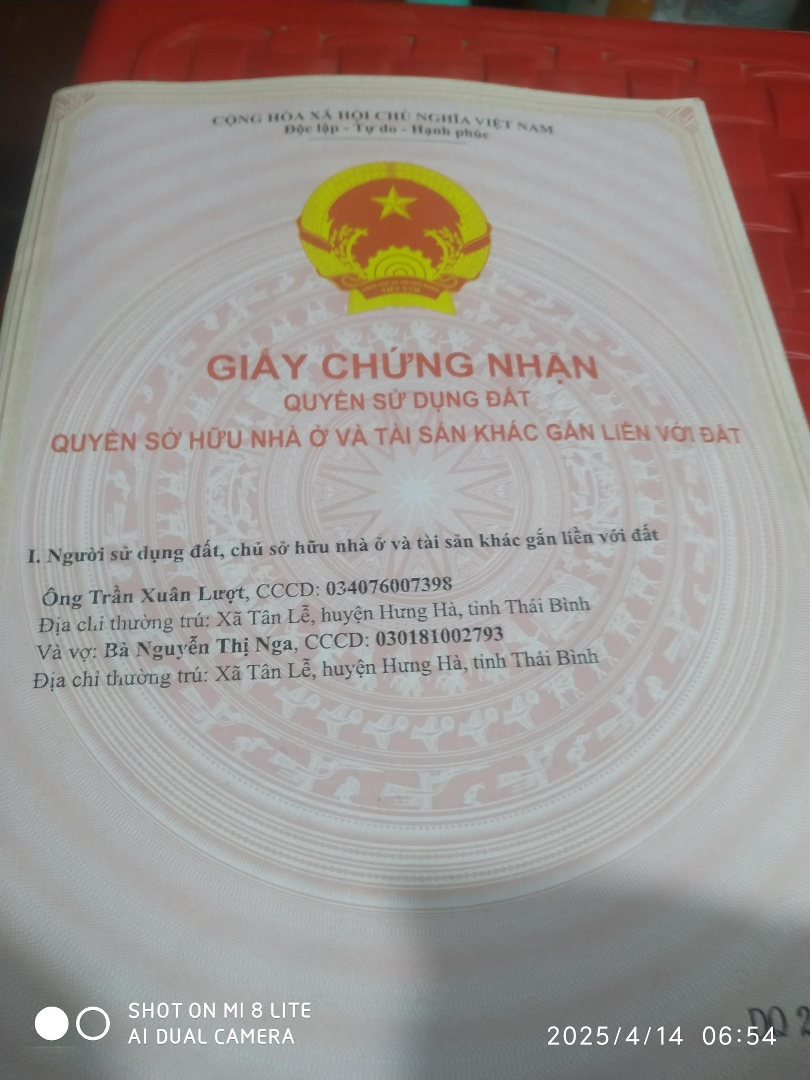 CỘNG HÒA XÃ HỘI CHỦ NGHĨA VIỆT NAM
Độc lập - Tự do - Hạnh phúc
GIẤY CHỨNG NHẬN
QUYỀN SỬ DỤNG ĐẤT
QUYỀN SỞ HỮU NHÀ Ở VÀ TÀI SẢN KHÁC GẮN LIỀN VỚI ĐẤT
I. Người sử dụng đất, chủ sở hữu nhà ở và tài sản khác gắn liền với đất
Ông Trần Xuân Lượt, CCCD: 034076007398
Địa chỉ thường trú: Xã Tân Lễ, huyện Hưng Hà, tỉnh Thái Bình
Và vợ: Bà Nguyễn Thị Nga, CCCD: 030181002793
Địa chỉ thường trú: Xã Tân Lễ, huyện Hưng Hà, tỉnh Thái Bình
SHOT ON MI 8 LITE
AI DUAL CAMERA
2025/4/14 06:54